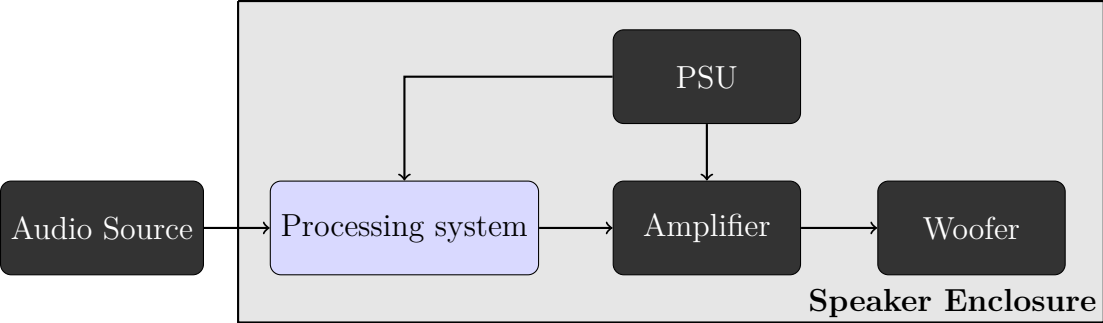 PSU
Audio Source
Processing system
Amplifier
Woofer
Speaker Enclosure